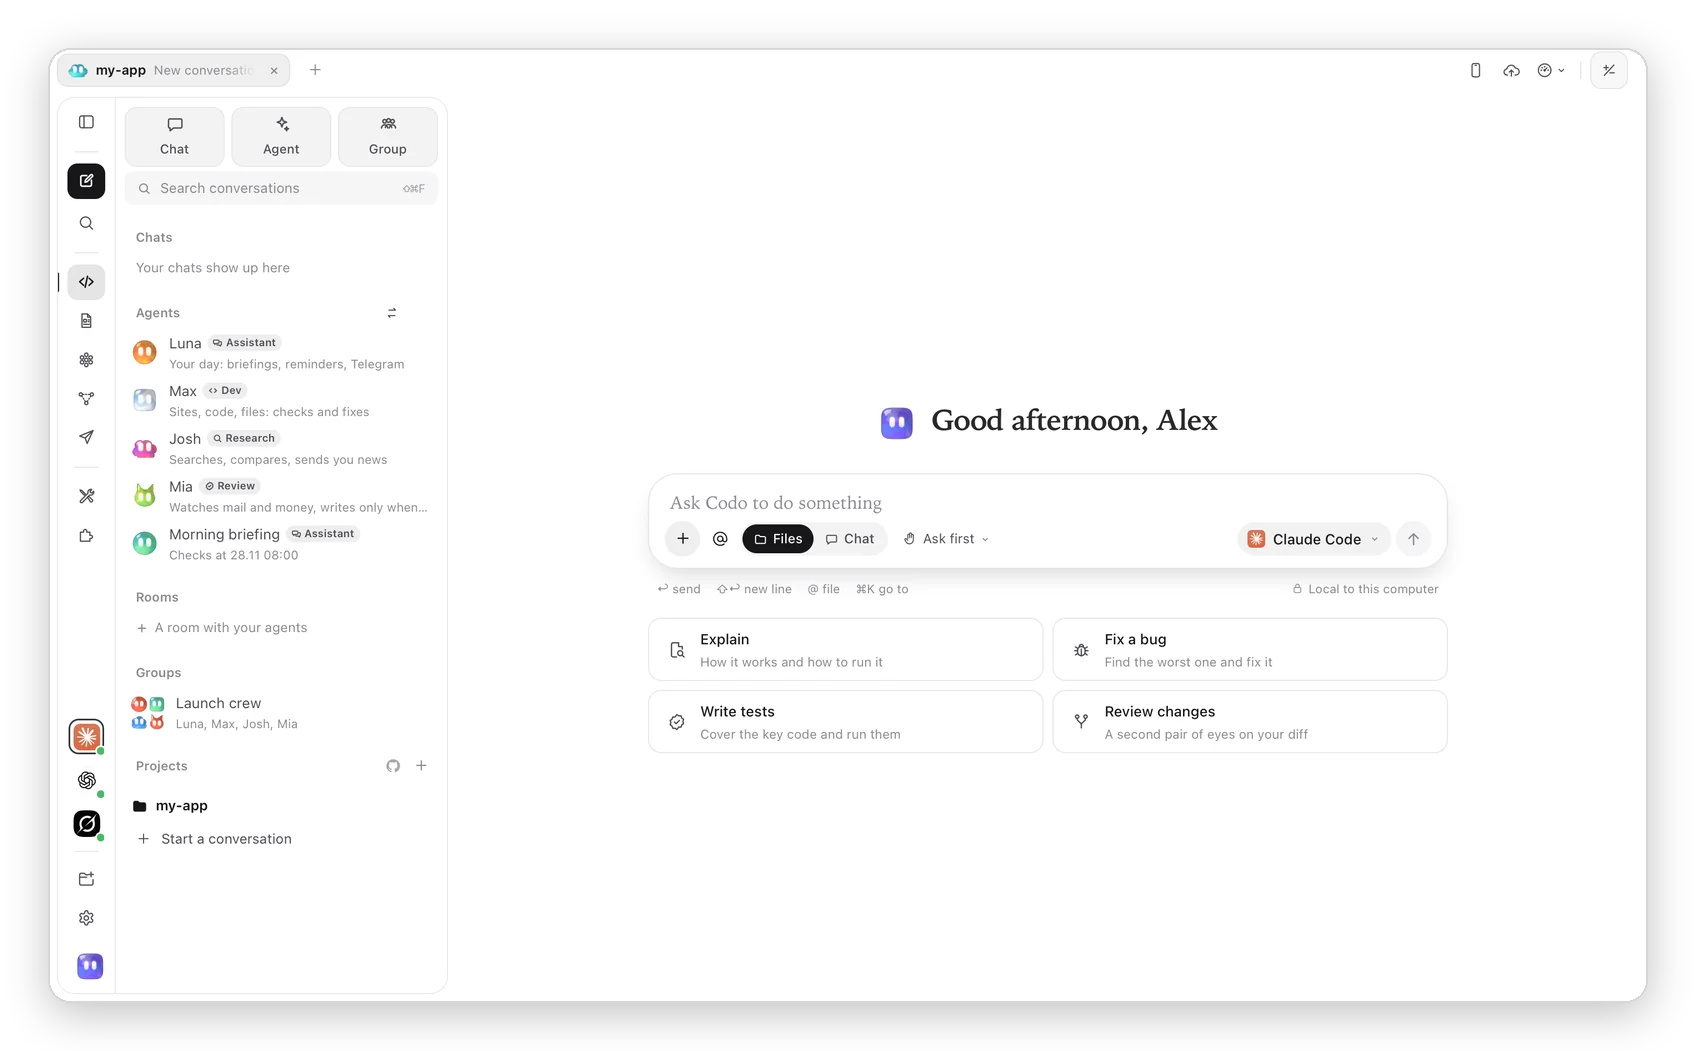 my-app New conversatio
Chat
Agent
Group
Search conversations ⇧⌘F
Chats
Your chats show up here
Agents
Luna Assistant
Your day: briefings, reminders, Telegram
Max Dev
Sites, code, files: checks and fixes
Josh Research
Searches, compares, sends you news
Mia Review
Watches mail and money, writes only when...
Morning briefing Assistant
Checks at 28.11 08:00
Rooms
+ A room with your agents
Groups
Launch crew
Luna, Max, Josh, Mia
Projects
my-app
+ Start a conversation
Good afternoon, Alex
Ask Codo to do something
Files Chat Ask first Claude Code
↩ send ⇧↩ new line @ file ⌘K go to Local to this computer
Explain
How it works and how to run it
Fix a bug
Find the worst one and fix it
Write tests
Cover the key code and run them
Review changes
A second pair of eyes on your diff